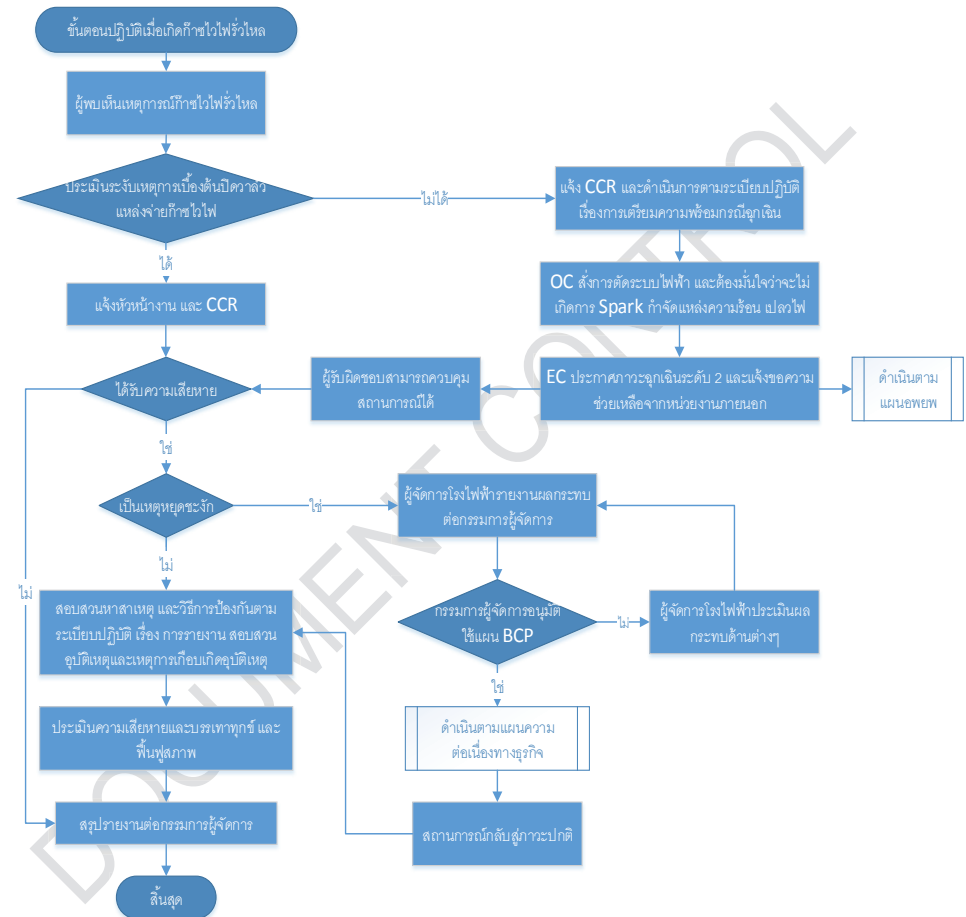 ขั้นตอนปฏิบัติเมื่อเกิดก๊าซไวไฟรั่วไหล
ผู้พบเห็นเหตุการณ์ก๊าซไวไฟรั่วไหล
ประเมินระงับเหตุการเบื้องต้นปิดวาล์ว
แหล่งจ่ายก๊าซไวไฟ
ไม่ได้
แจ้ง CCR และดำเนินการตามระเบียบปฏิบัติ
เรื่องการเตรียมความพร้อมกรณีฉุกเฉิน
ได้
แจ้งหัวหน้างาน และ CCR
OC สั่งการตัดระบบไฟฟ้า และต้องมั่นใจว่าจะไม่
เกิดการ Spark กำจัดแหล่งความร้อน เปลวไฟ
ได้รับความเสียหาย
ผู้รับผิดชอบสามารถควบคุม
สถานการณ์ได้
EC ประกาศภาวะฉุกเฉินระดับ 2 และแจ้งขอความ
ช่วยเหลือจากหน่วยงานภายนอก
ดำเนินตาม
แผนอพยพ
ใช่
เป็นเหตุหยุดชะงัก
ใช่
ผู้จัดการโรงไฟฟ้ารายงานผลกระทบ
ต่อกรรมการผู้จัดการ
ไม่
ไม่
สอบสวนหาสาเหตุ และวิธีการป้องกันตาม
ระเบียบปฏิบัติ เรื่อง การรายงาน สอบสวน
อุบัติเหตุและเหตุการเกือบเกิดอุบัติเหตุ
กรรมการผู้จัดการอนุมัติ
ใช้แผน BCP
ไม่
ผู้จัดการโรงไฟฟ้าประเมินผล
กระทบด้านต่างๆ
ใช่
ประเมินความเสียหายและบรรเทาทุกข์ และ
ฟื้นฟูสภาพ
ดำเนินตามแผนความ
ต่อเนื่องทางธุรกิจ
สรุปรายงานต่อกรรมการผู้จัดการ
สถานการณ์กลับสู่ภาวะปกติ
สิ้นสุด
DOCUMENT CONTROL